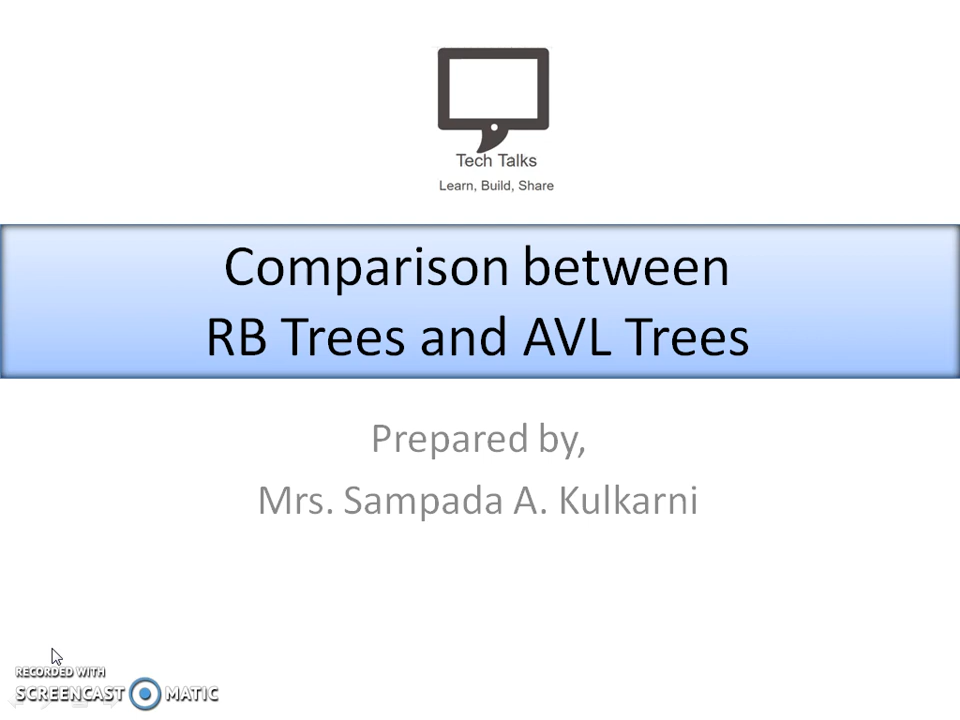 Tech Talks
Learn, Build, Share
Comparison between
RB Trees and AVL Trees
Prepared by,
Mrs. Sampada A. Kulkarni
RECORDED WITH
SCREENCAST MATIC